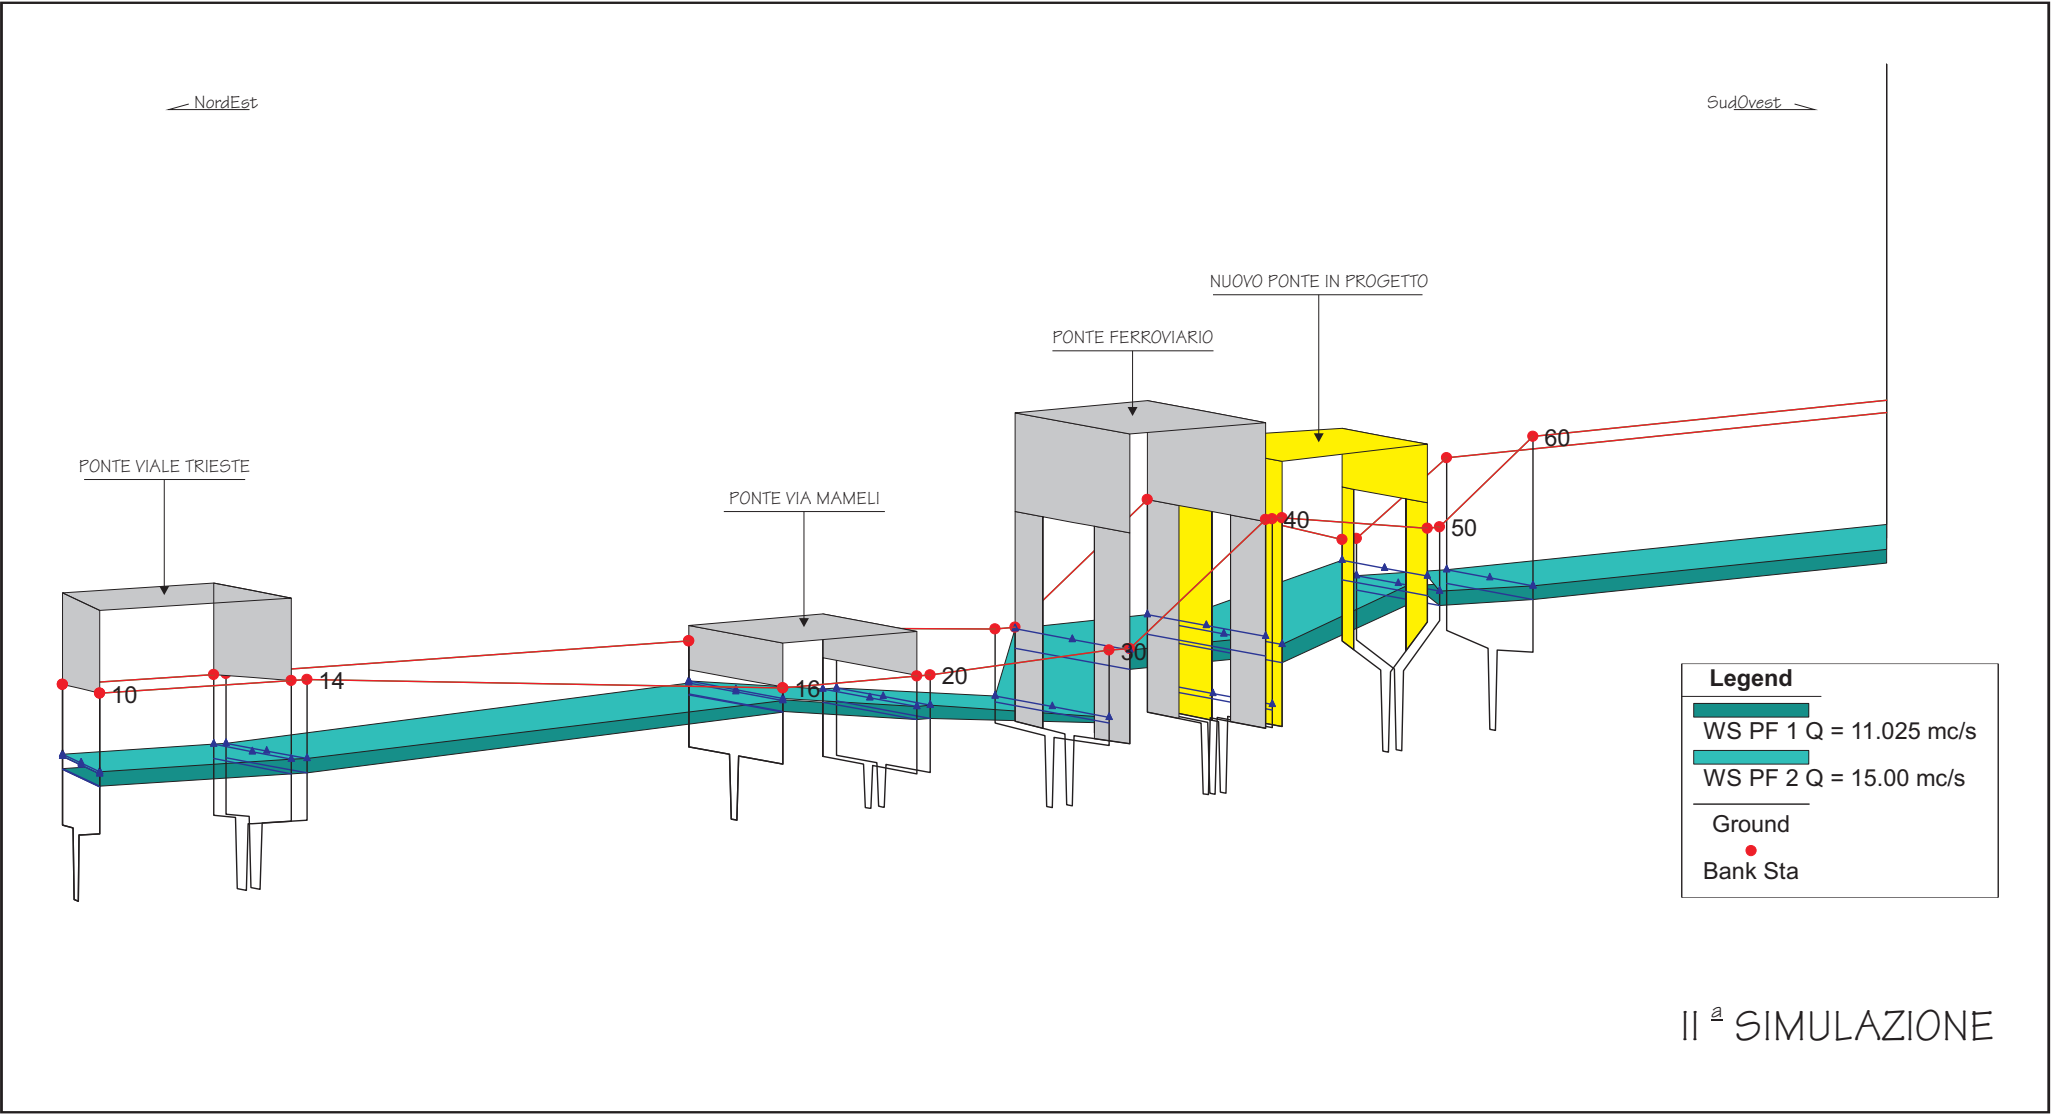 NordEst
SudOvest
NUOVO PONTE IN PROGETTO
PONTE FERROVIARIO
PONTE VIALE TRIESTE
PONTE VIA MAMELI
10
14
16
20
30
40
50
60
Legend
WS PF 1 Q = 11.025 mc/s
WS PF 2 Q = 15.00 mc/s
Ground
Bank Sta
II ª SIMULAZIONE